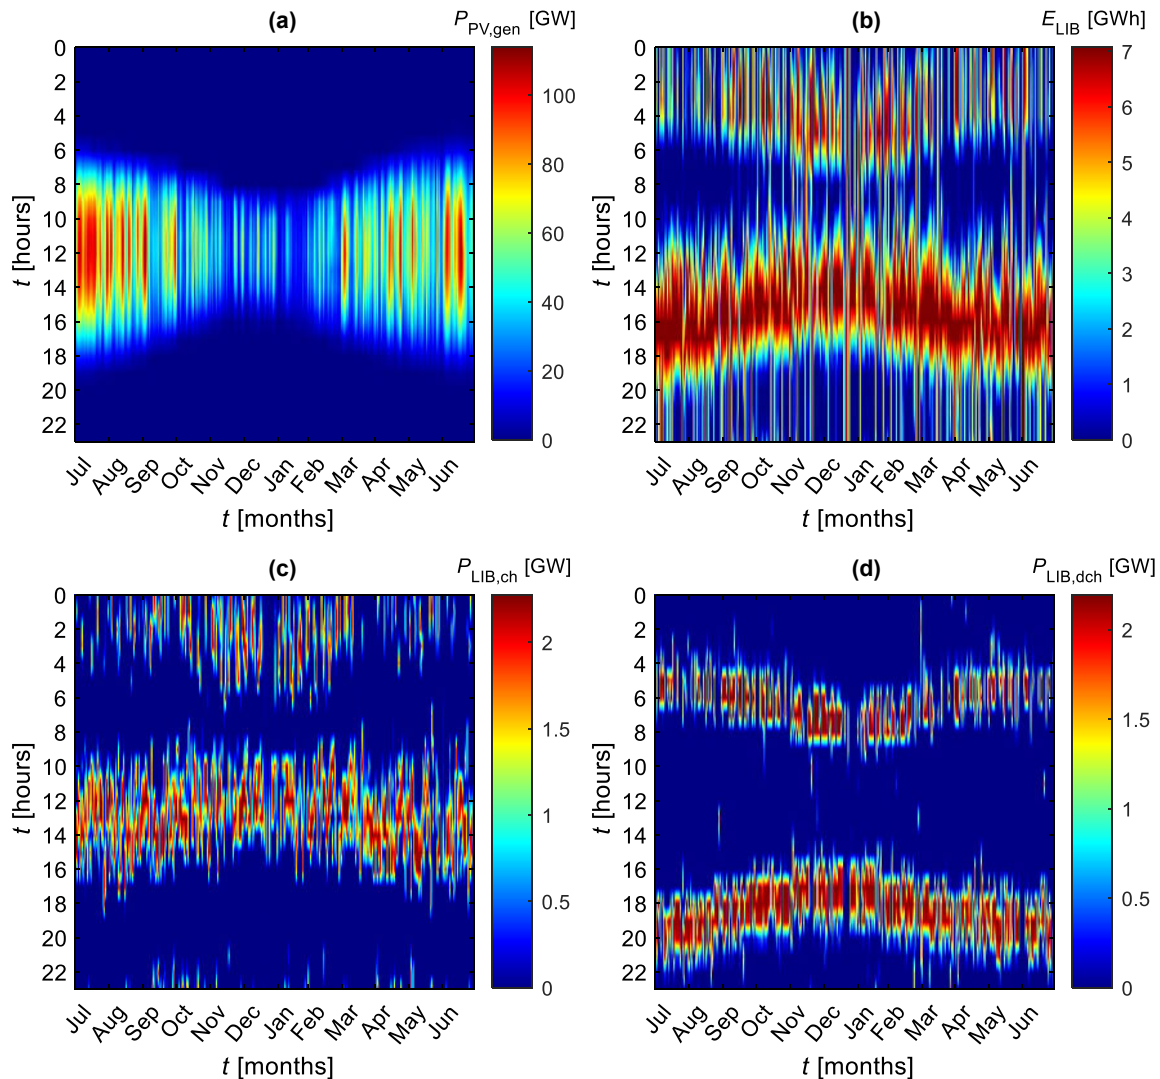 (a)
P_PV,gen [GW]
0
2
4
6
8
10
12
14
16
18
20
22
t [hours]
Jul
Aug
Sep
Oct
Nov
Dec
Jan
Feb
Mar
Apr
May
Jun
t [months]
100
80
60
40
20
0
(b)
E_LIB [GWh]
0
2
4
6
8
10
12
14
16
18
20
22
t [hours]
Jul
Aug
Sep
Oct
Nov
Dec
Jan
Feb
Mar
Apr
May
Jun
t [months]
7
6
5
4
3
2
1
0
(c)
P_LIB,ch [GW]
0
2
4
6
8
10
12
14
16
18
20
22
t [hours]
Jul
Aug
Sep
Oct
Nov
Dec
Jan
Feb
Mar
Apr
May
Jun
t [months]
2
1.5
1
0.5
0
(d)
P_LIB,dch [GW]
0
2
4
6
8
10
12
14
16
18
20
22
t [hours]
Jul
Aug
Sep
Oct
Nov
Dec
Jan
Feb
Mar
Apr
May
Jun
t [months]
2
1.5
1
0.5
0